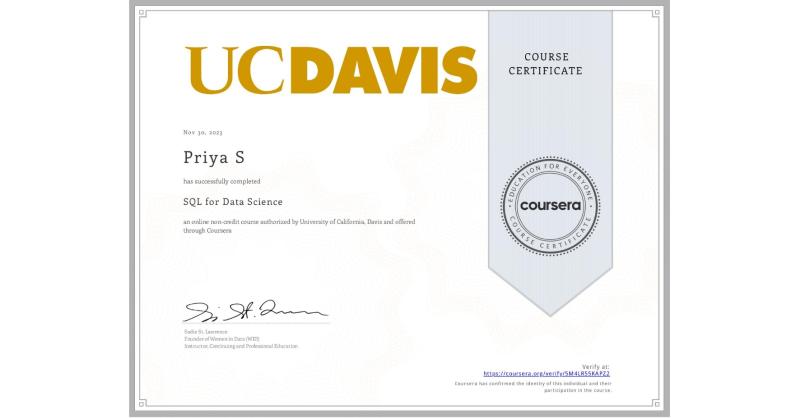 UCDAVIS
COURSE
CERTIFICATE
Nov 30, 2023
Priya S
has successfully completed
SQL for Data Science
an online non-credit course authorized by University of California, Davis and offered
through Coursera
EDUCATION FOR EVERYONE
coursera
COURSE CERTIFICATE
Sadie St. Lawrence
Founder of Women in Data (WID)
Instructor, Continuing and Professional Education
Verify at:
https://coursera.org/verify/5M4LR55KAPZ2
Coursera has confirmed the identity of this individual and their
participation in the course.